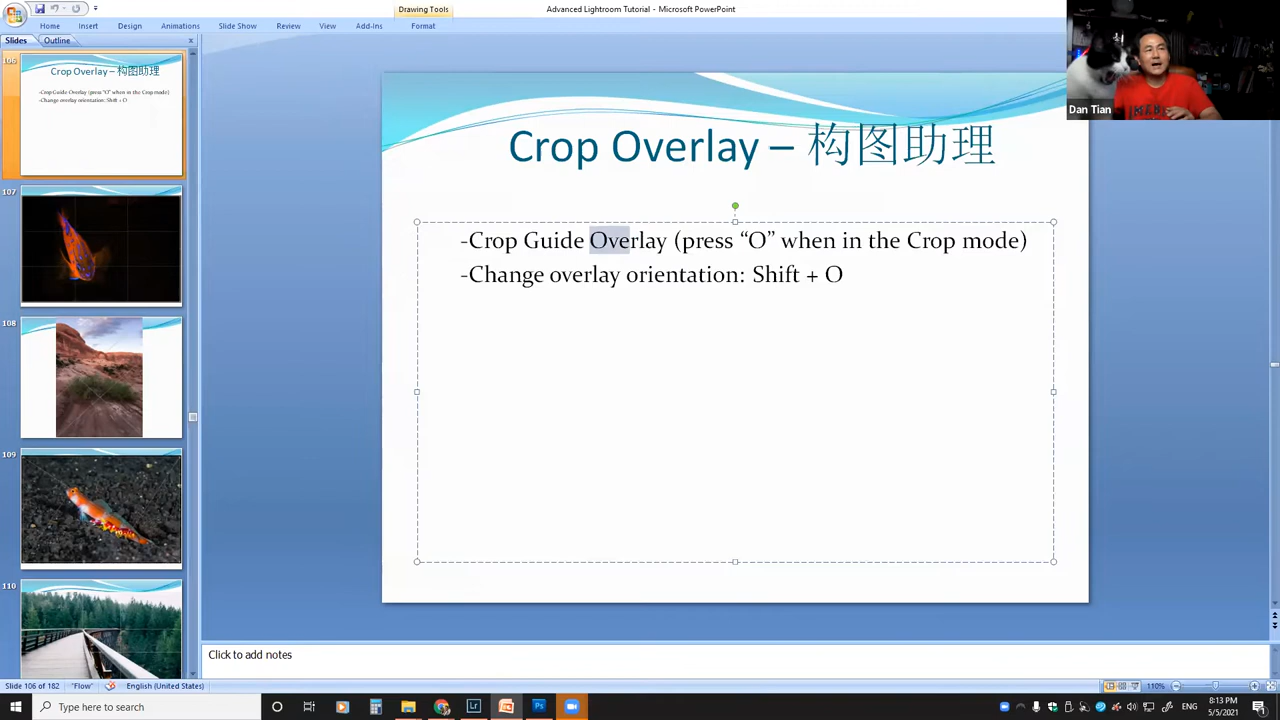 Drawing Tools
Advanced Lightroom Tutorial - Microsoft PowerPoint
Home Insert Design Animations Slide Show Review View Add-Ins Format
Slides Outline
106
Crop Overlay – 构图助理
-Crop Guide Overlay (press "O" when in the Crop mode)
-Change overlay orientation: Shift + O
107
108
109
110
Crop Overlay – 构图助理
-Crop Guide Overlay (press “O” when in the Crop mode)
-Change overlay orientation: Shift + O
Dan Tian
Click to add notes
Slide 106 of 182 "Flow" English (United States) 110%
Type here to search
8:13 PM
5/5/2021